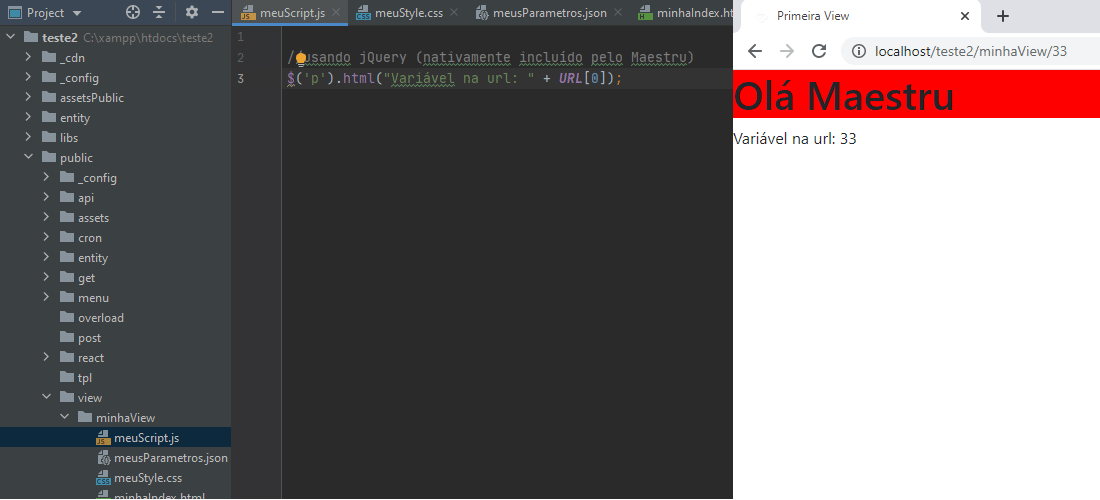 Project
teste2 C:\xampp\htdocs\teste2
_cdn
_config
assetsPublic
entity
libs
public
_config
api
assets
cron
entity
get
menu
overload
post
react
tpl
view
minhaView
meuScript.js
meusParametros.json
meuStyle.css
minhaIndex.html
meuScript.js
meuStyle.css
meusParametros.json
minhaIndex.ht
1
2 /usando jQuery (nativamente incluído pelo Maestru)
3 $('p').html("Variável na url: " + URL[0]);
Primeira View
localhost/teste2/minhaView/33
Olá Maestru
Variável na url: 33